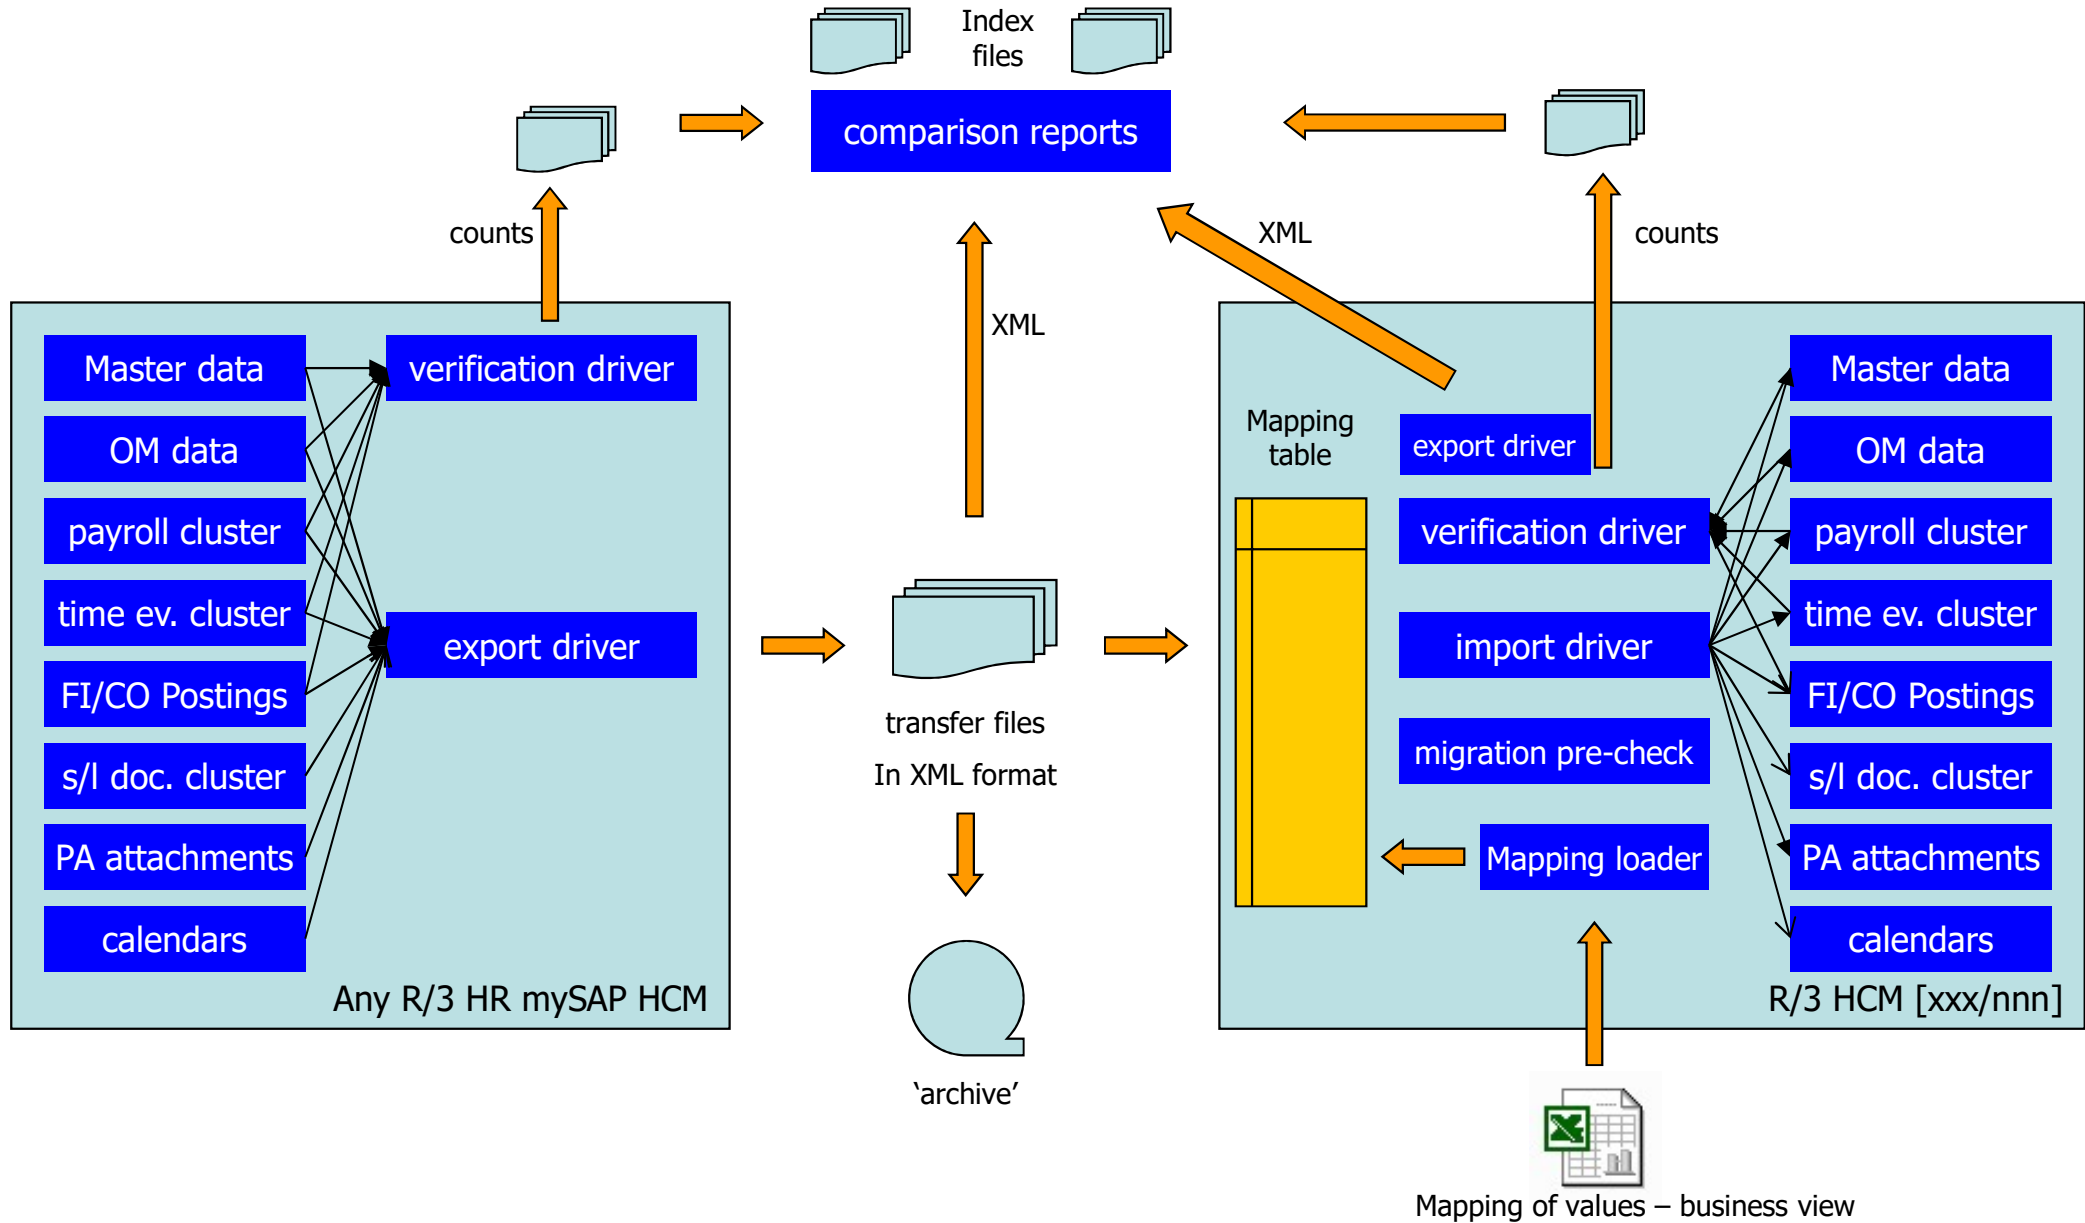 Index
files
comparison reports
counts
XML
XML
counts
Master data
OM data
payroll cluster
time ev. cluster
FI/CO Postings
s/l doc. cluster
PA attachments
calendars
verification driver
export driver
Any R/3 HR mySAP HCM
transfer files
In XML format
‘archive’
Mapping
table
export driver
verification driver
import driver
migration pre-check
Mapping loader
Master data
OM data
payroll cluster
time ev. cluster
FI/CO Postings
s/l doc. cluster
PA attachments
calendars
R/3 HCM [xxx/nnn]
Mapping of values – business view